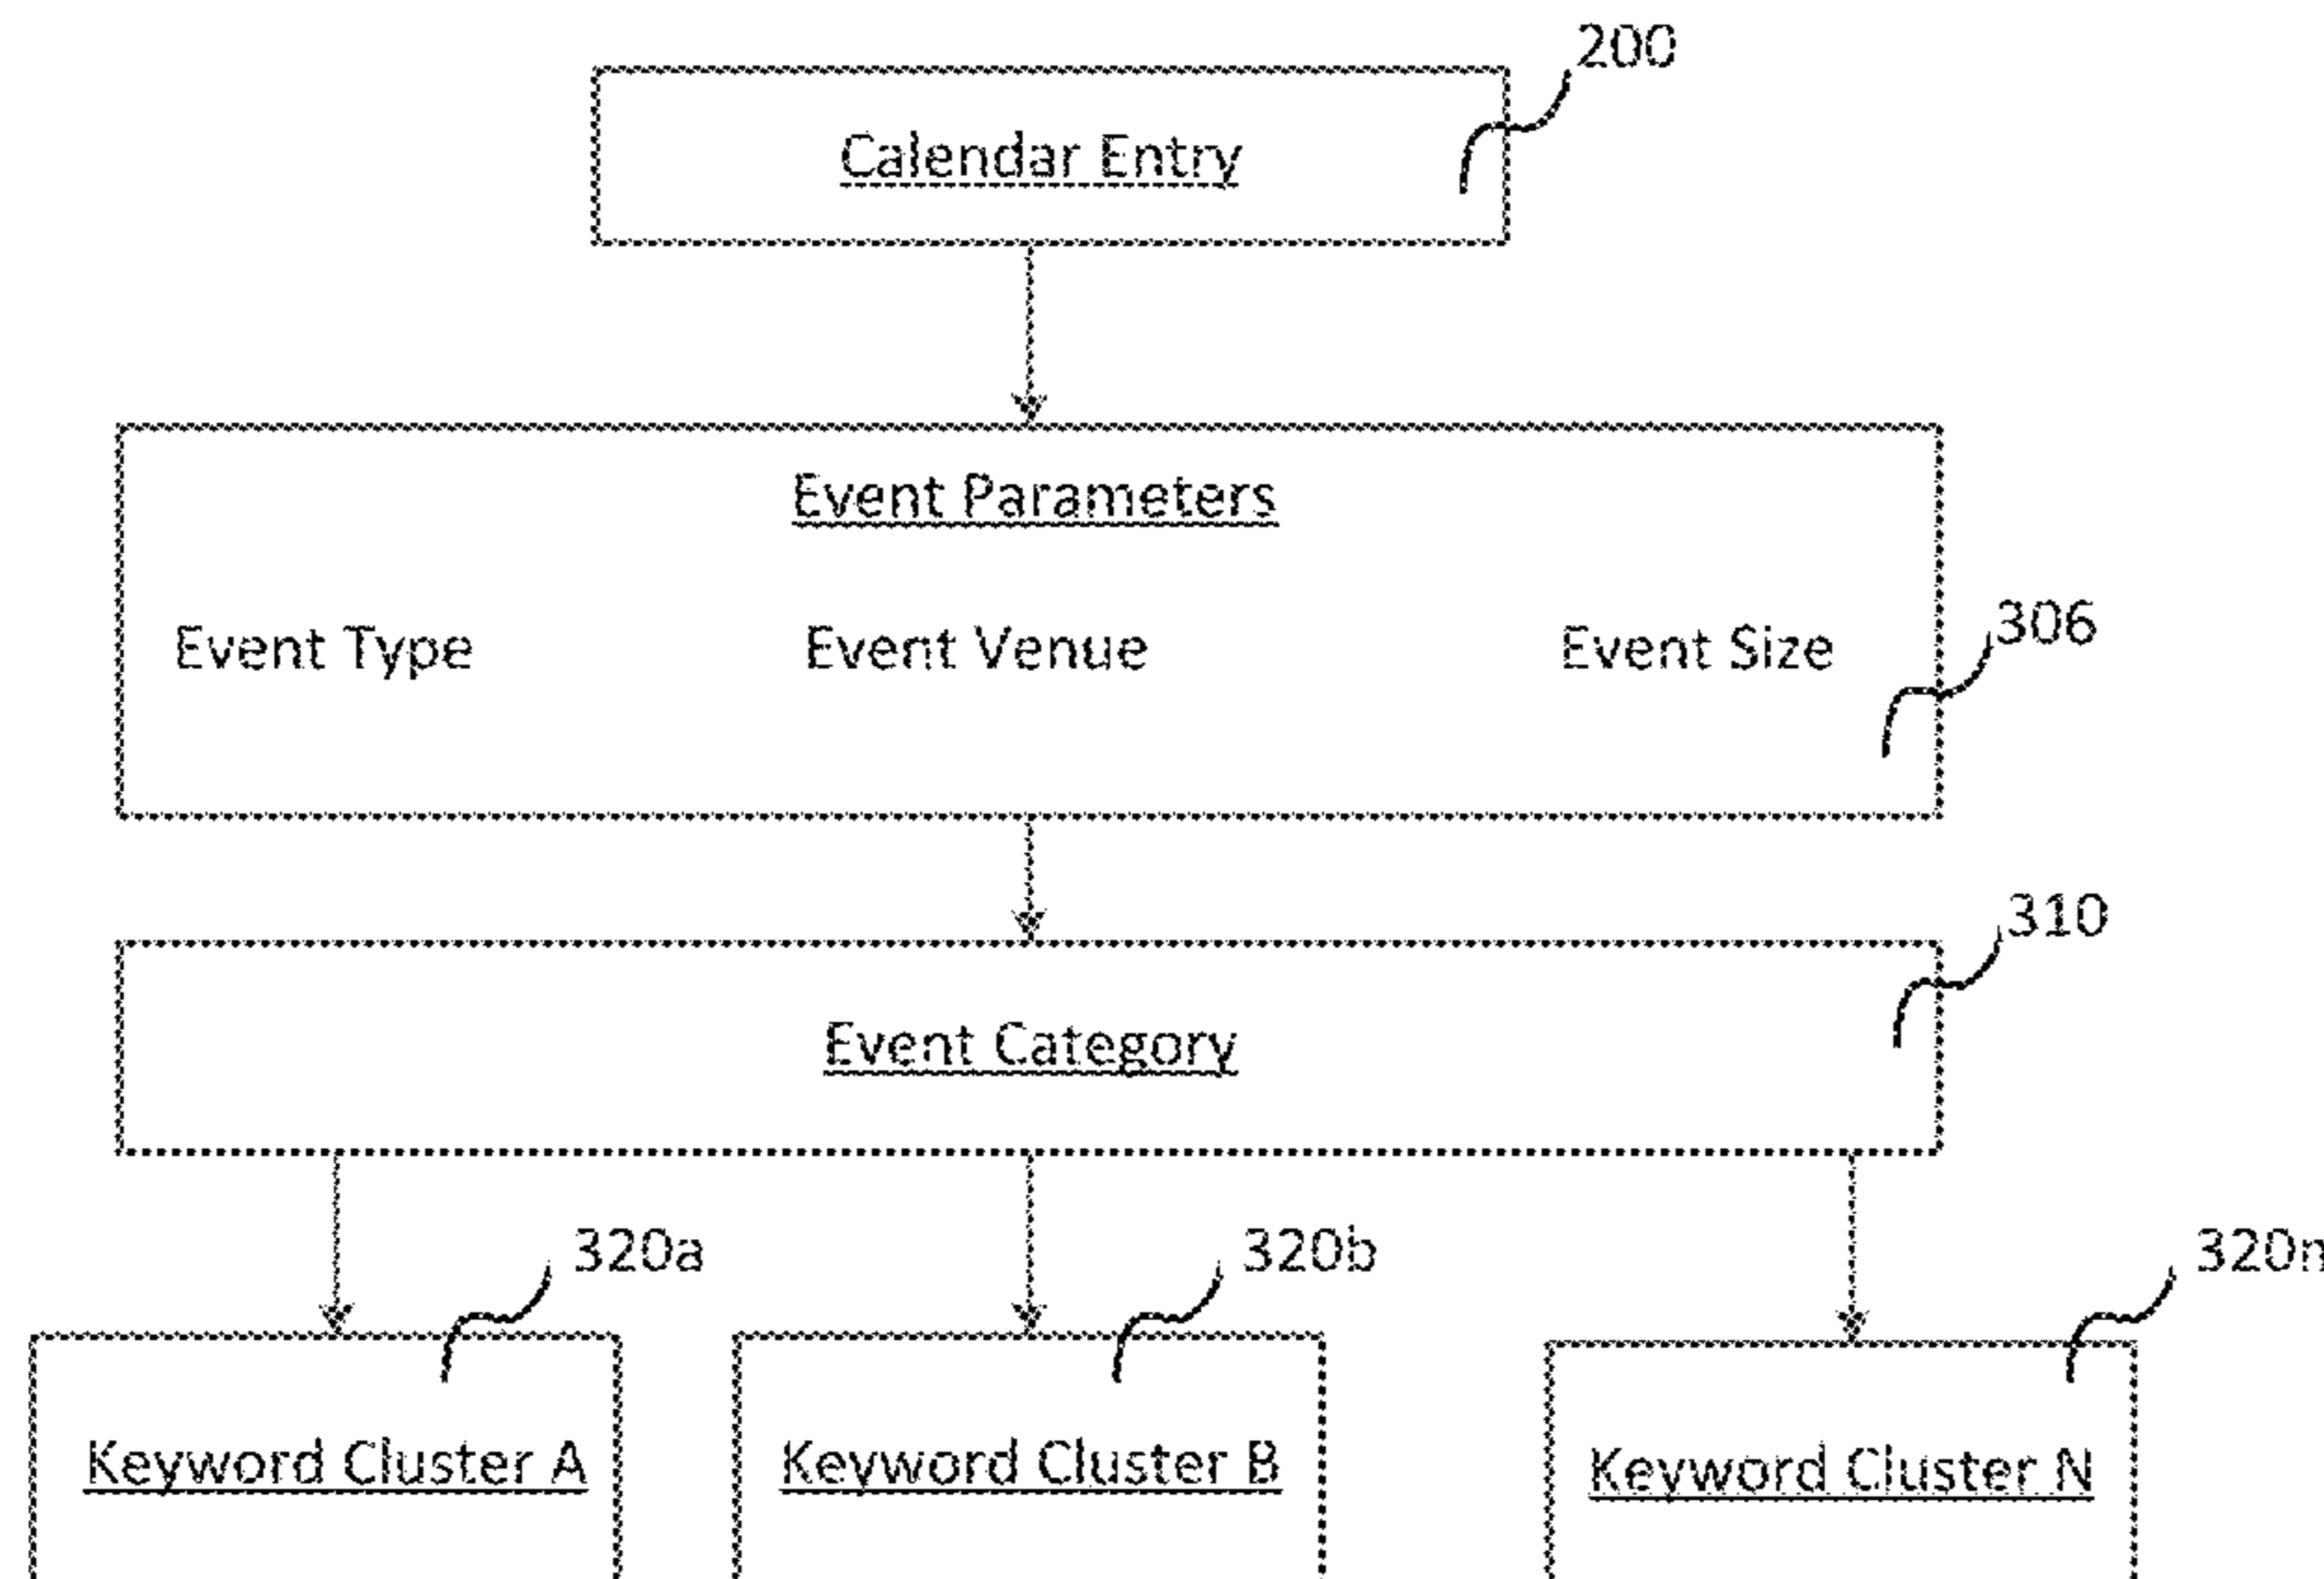 200
Calendar Entry
Event Parameters
Event Type Event Venue Event Size
306
310
Event Category
320a 320b 320n
Keyword Cluster A Keyword Cluster B Keyword Cluster N